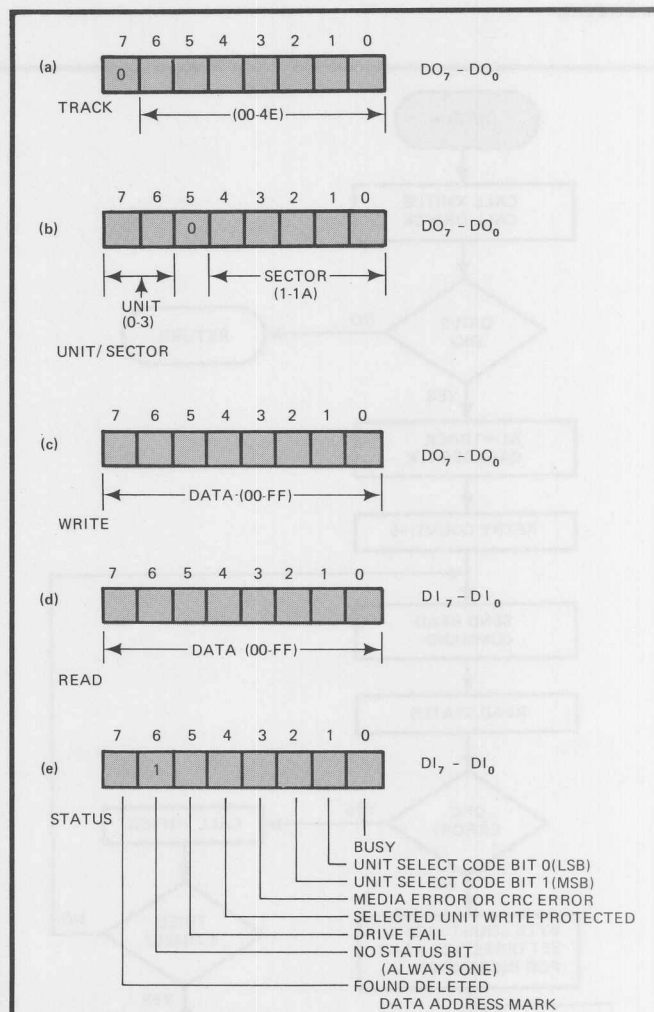 7 6 5 4 3 2 1 0
(a) 0 DO7 - DO0
TRACK (00-4E)
7 6 5 4 3 2 1 0
(b) 0 DO7 - DO0
UNIT (0-3)
SECTOR (1-1A)
UNIT/SECTOR
7 6 5 4 3 2 1 0
(c) DO7 - DO0
DATA-(00-FF)
WRITE
7 6 5 4 3 2 1 0
(d) DI7 - DI0
DATA (00-FF)
READ
7 6 5 4 3 2 1 0
(e) 1 DI7 - DI0
STATUS
BUSY
UNIT SELECT CODE BIT 0(LSB)
UNIT SELECT CODE BIT 1(MSB)
MEDIA ERROR OR CRC ERROR
SELECTED UNIT WRITE PROTECTED
DRIVE FAIL
NO STATUS BIT
(ALWAYS ONE)
FOUND DELETED
DATA ADDRESS MARK